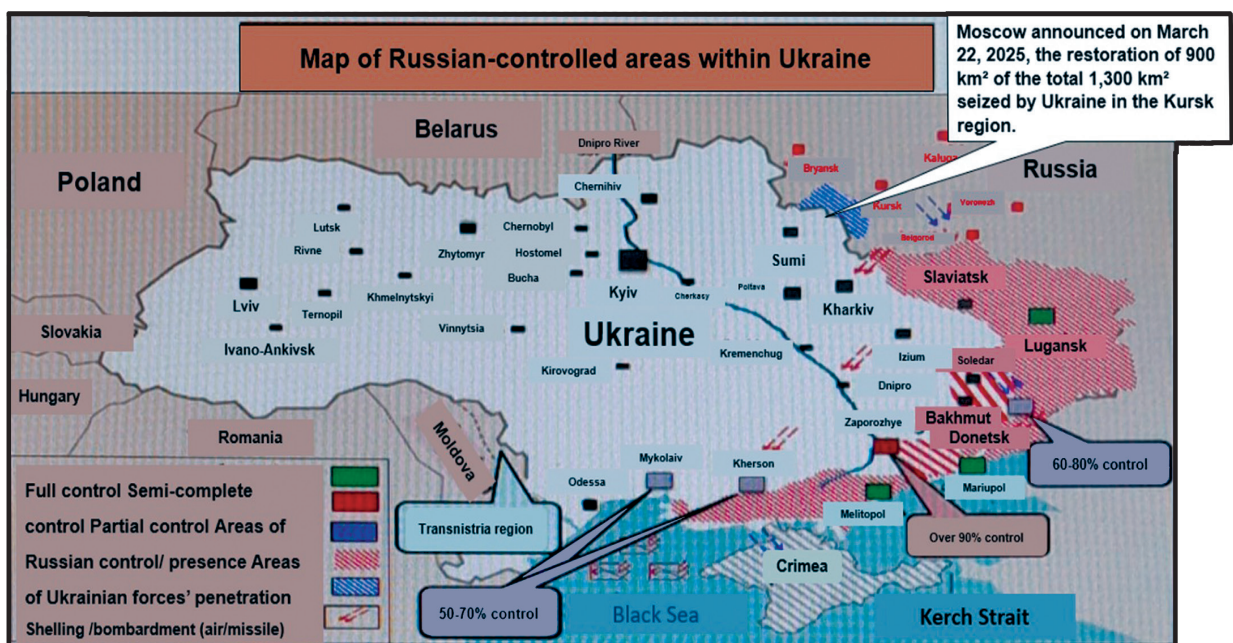 Map of Russian-controlled areas within Ukraine
Moscow announced on March
22, 2025, the restoration of 900
km² of the total 1,300 km²
seized by Ukraine in the Kursk
region.
Belarus
Dnipro River
Poland
Russia
Bryansk
Kaluga
Kursk
Voronezh
Belgorod
Chernihiv
Lutsk
Chernobyl
Rivne
Zhytomyr
Hostomel
Bucha
Kyiv
Sumi
Slaviatsk
Lviv
Khmelnytskyi
Cherkasy
Poltava
Kharkiv
Ternopil
Slovakia
Ivano-Ankivsk
Vinnytsia
Ukraine
Kremenchug
Izium
Lugansk
Soledar
Kirovograd
Dnipro
Hungary
Romania
Moldova
Zaporozhye
Bakhmut
Donetsk
60-80% control
Mykolaiv
Kherson
Odessa
Mariupol
Melitopol
Transnistria region
Over 90% control
50-70% control
Crimea
Black Sea
Kerch Strait
Full control Semi-complete
control Partial control Areas of
Russian control/ presence Areas
of Ukrainian forces’ penetration
Shelling /bombardment (air/missile)